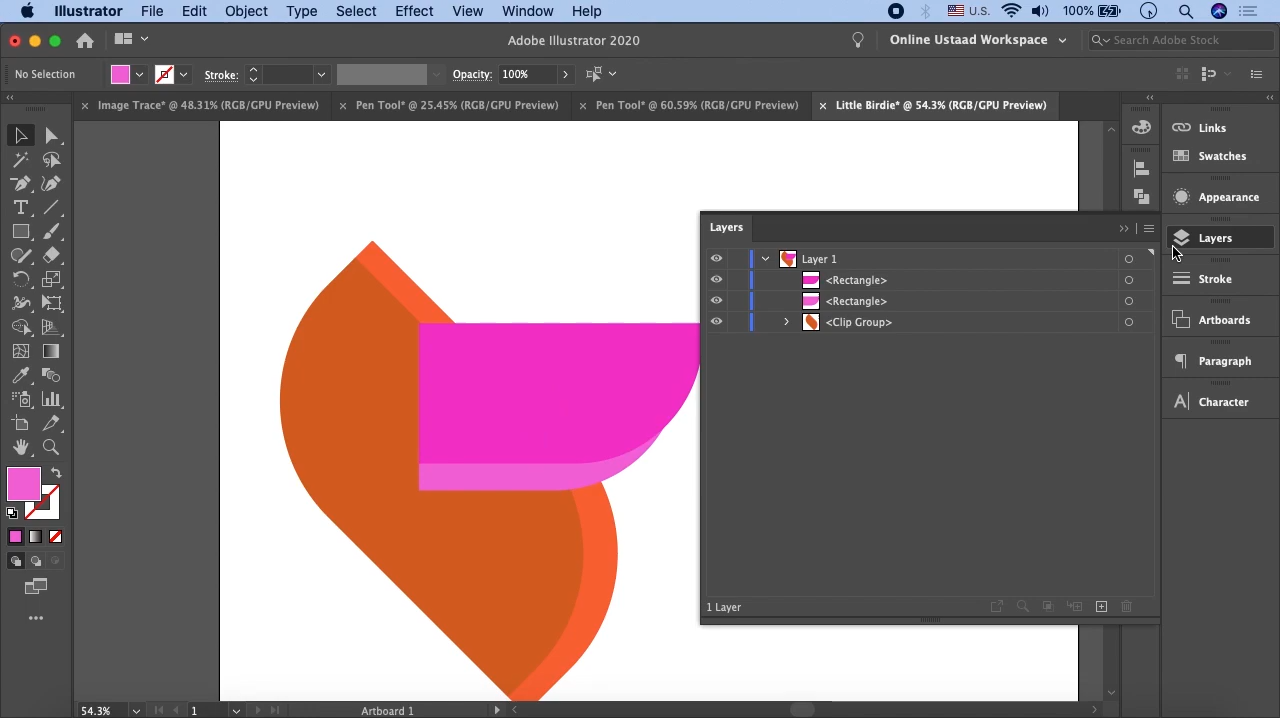 Illustrator File Edit Object Type Select Effect View Window Help U.S. 100%
Adobe Illustrator 2020 Online Ustaad Workspace Search Adobe Stock
No Selection Stroke: Opacity: 100%
Image Trace* @ 48.31% (RGB/GPU Preview) Pen Tool* @ 25.45% (RGB/GPU Preview) Pen Tool* @ 60.59% (RGB/GPU Preview) Little Birdie* @ 54.3% (RGB/GPU Preview)
Links
Swatches
Appearance
Layers
Stroke
Artboards
Paragraph
Character
Layers
Layer 1
<Rectangle>
<Rectangle>
<Clip Group>
1 Layer
54.3% 1 Artboard 1